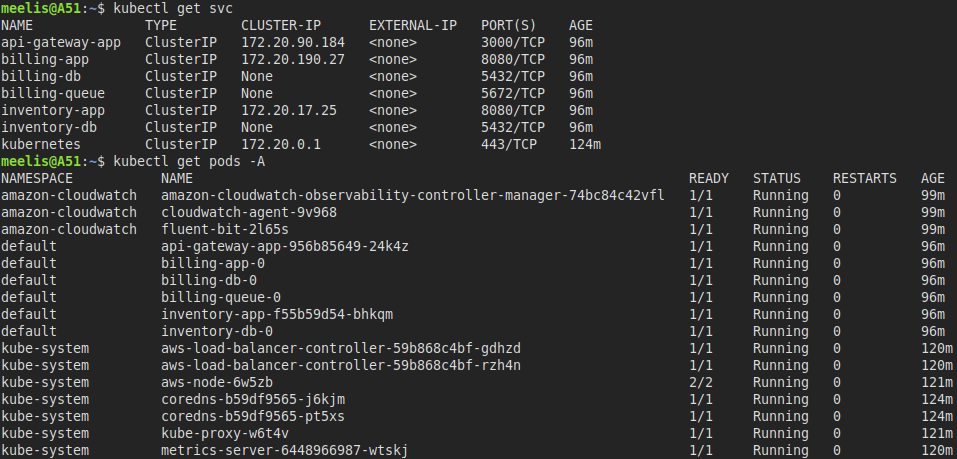 meelis@A51:~$ kubectl get svc
NAME TYPE CLUSTER-IP EXTERNAL-IP PORT(S) AGE
api-gateway-app ClusterIP 172.20.90.184 <none> 3000/TCP 96m
billing-app ClusterIP 172.20.190.27 <none> 8080/TCP 96m
billing-db ClusterIP None <none> 5432/TCP 96m
billing-queue ClusterIP None <none> 5672/TCP 96m
inventory-app ClusterIP 172.20.17.25 <none> 8080/TCP 96m
inventory-db ClusterIP None <none> 5432/TCP 96m
kubernetes ClusterIP 172.20.0.1 <none> 443/TCP 124m
meelis@A51:~$ kubectl get pods -A
NAMESPACE NAME READY STATUS RESTARTS AGE
amazon-cloudwatch amazon-cloudwatch-observability-controller-manager-74bc84c42vfl 1/1 Running 0 99m
amazon-cloudwatch cloudwatch-agent-9v968 1/1 Running 0 99m
amazon-cloudwatch fluent-bit-2l65s 1/1 Running 0 99m
default api-gateway-app-956b85649-24k4z 1/1 Running 0 96m
default billing-app-0 1/1 Running 0 96m
default billing-db-0 1/1 Running 0 96m
default billing-queue-0 1/1 Running 0 96m
default inventory-app-f55b59d54-bhkqm 1/1 Running 0 96m
default inventory-db-0 1/1 Running 0 96m
kube-system aws-load-balancer-controller-59b868c4bf-gdhzd 1/1 Running 0 120m
kube-system aws-load-balancer-controller-59b868c4bf-rzh4n 1/1 Running 0 120m
kube-system aws-node-6w5zb 2/2 Running 0 121m
kube-system coredns-b59df9565-j6kjm 1/1 Running 0 124m
kube-system coredns-b59df9565-pt5xs 1/1 Running 0 124m
kube-system kube-proxy-w6t4v 1/1 Running 0 121m
kube-system metrics-server-6448966987-wtskj 1/1 Running 0 120m